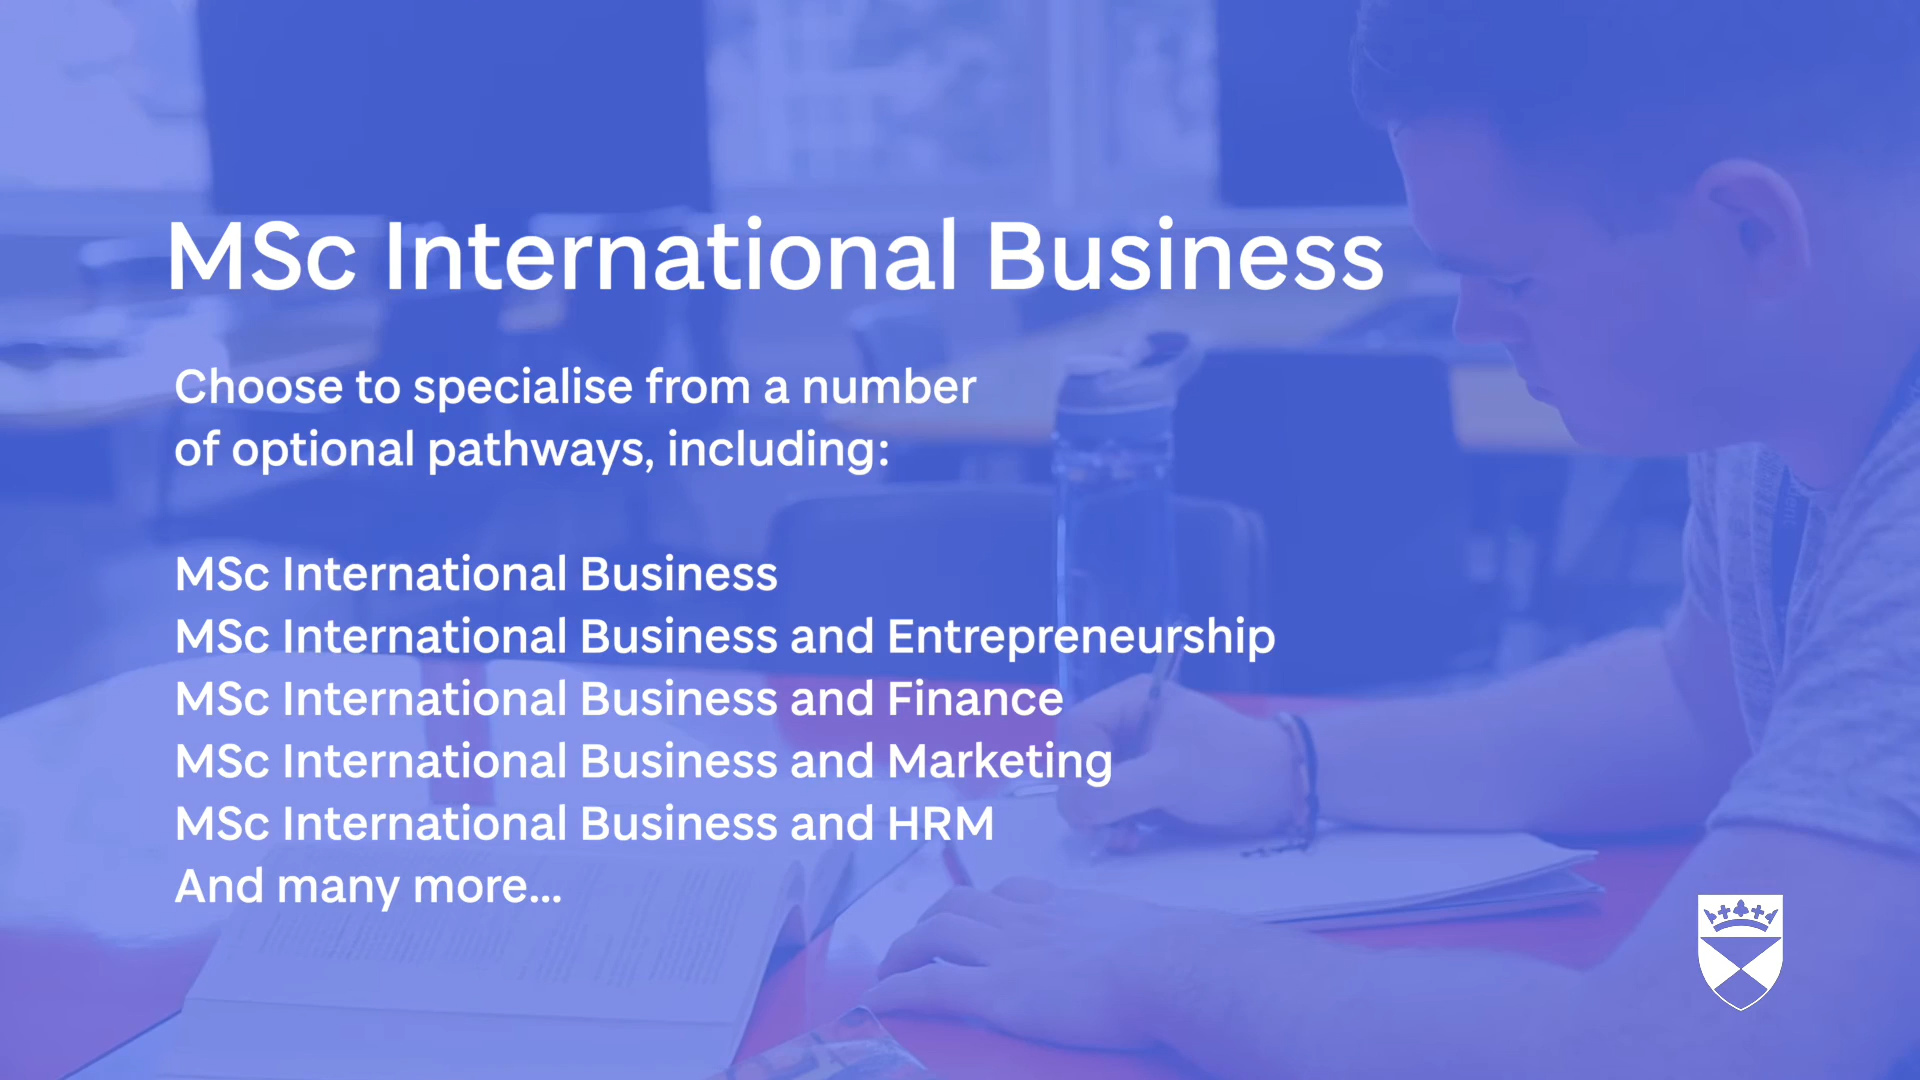 MSc International Business
Choose to specialise from a number
of optional pathways, including:
MSc International Business
MSc International Business and Entrepreneurship
MSc International Business and Finance
MSc International Business and Marketing
MSc International Business and HRM
And many more...